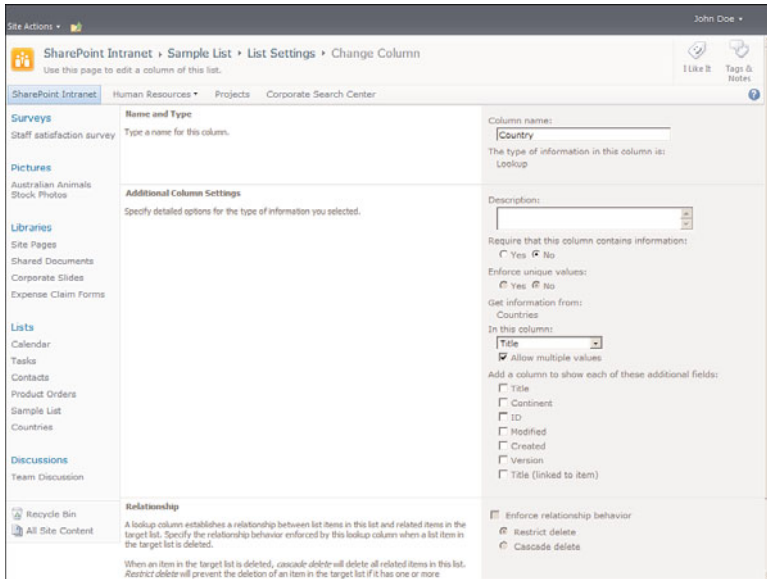 John Doe
Site Actions
SharePoint Intranet › Sample List › List Settings › Change Column
Use this page to edit a column of this list.
I Like It
Tags & Notes
SharePoint Intranet
Human Resources
Projects
Corporate Search Center
Surveys
Staff satisfaction survey
Pictures
Australian Animals
Stock Photos
Libraries
Site Pages
Shared Documents
Corporate Slides
Expense Claim Forms
Lists
Calendar
Tasks
Contacts
Product Orders
Sample List
Countries
Discussions
Team Discussion
Recycle Bin
All Site Content
Name and Type
Type a name for this column.
Column name:
Country
The type of information in this column is:
Lookup
Additional Column Settings
Specify detailed options for the type of information you selected.
Description:
Require that this column contains information:
Yes No
Enforce unique values:
Yes No
Get information from:
Countries
In this column:
Title
Allow multiple values
Add a column to show each of these additional fields:
Title
Continent
ID
Modified
Created
Version
Title (linked to item)
Relationship
A lookup column establishes a relationship between list items in this list and related items in the
target list. Specify the relationship behavior enforced by this lookup column when a list item in
the target list is deleted.
When an item in the target list is deleted, cascade delete will delete all related items in this list.
Restrict delete will prevent the deletion of an item in the target list if it has one or more
Enforce relationship behavior
Restrict delete
Cascade delete